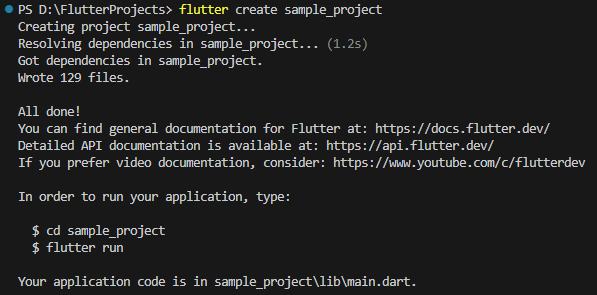 PS D:\FlutterProjects> flutter create sample_project
Creating project sample_project...
Resolving dependencies in sample_project... (1.2s)
Got dependencies in sample_project.
Wrote 129 files.
All done!
You can find general documentation for Flutter at: https://docs.flutter.dev/
Detailed API documentation is available at: https://api.flutter.dev/
If you prefer video documentation, consider: https://www.youtube.com/c/flutterdev
In order to run your application, type:
$ cd sample_project
$ flutter run
Your application code is in sample_project\lib\main.dart.